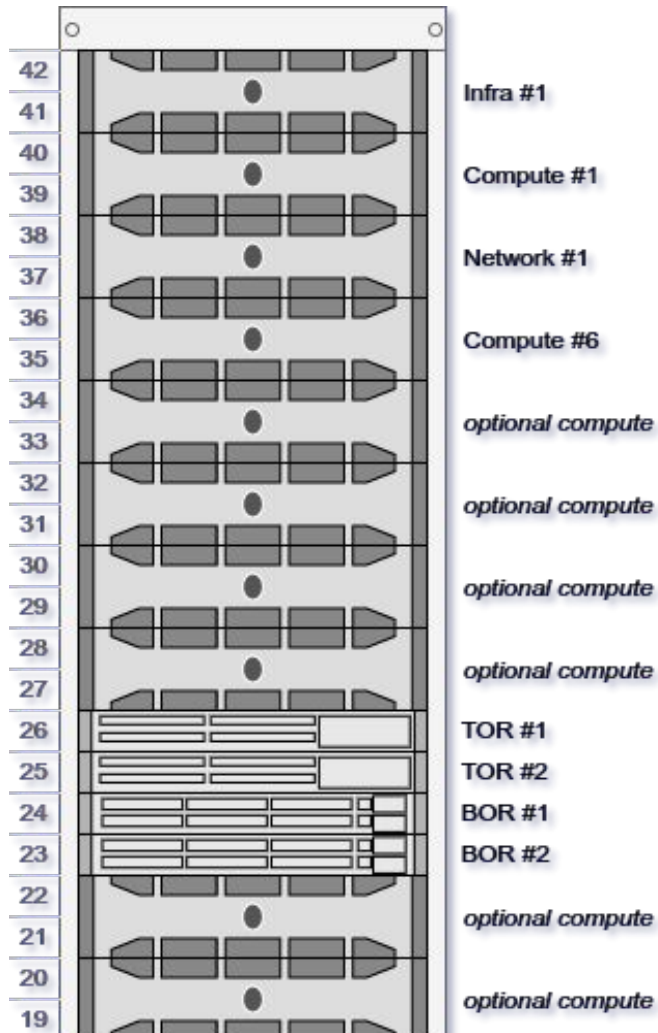 42
Infra #1
41
40
Compute #1
39
38
Network #1
37
36
Compute #6
35
34
optional compute
33
32
optional compute
31
30
optional compute
29
28
optional compute
27
26 TOR #1
25 TOR #2
24 BOR #1
23 BOR #2
22
optional compute
21
20
optional compute
19